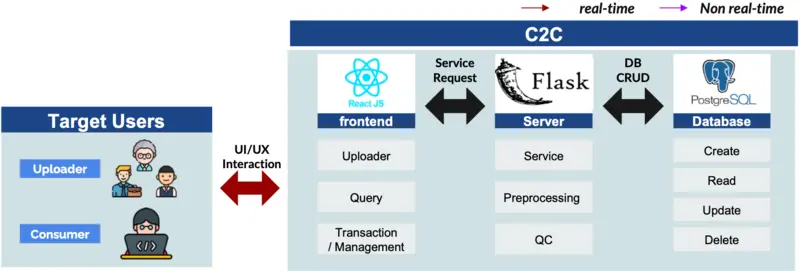 real-time
Non real-time
C2C
React JS
Service
Request
Flask
DB
CRUD
PostgreSQL
frontend
Server
Database
Target Users
UI/UX
Interaction
Uploader
Consumer
</>
Uploader
Query
Transaction
/ Management
Service
Preprocessing
QC
Create
Read
Update
Delete